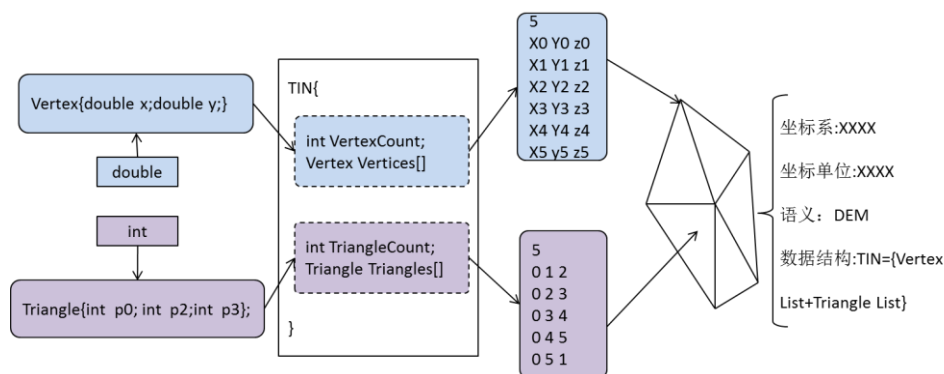 Vertex{double x;double y;}
double
int
Triangle{int p0; int p2;int p3};
TIN{
int VertexCount;
Vertex Vertices[]
int TriangleCount;
Triangle Triangles[]
}
5
X0 Y0 z0
X1 Y1 z1
X2 Y2 z2
X3 Y3 z3
X4 Y4 z4
X5 y5 z5
5
0 1 2
0 2 3
0 3 4
0 4 5
0 5 1
坐标系:XXXX
坐标单位:XXXX
语义：DEM
数据结构:TIN={Vertex
List+Triangle List}